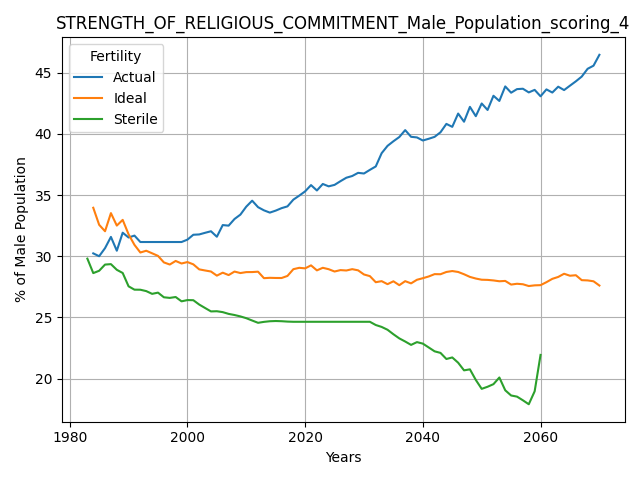 STRENGTH_OF_RELIGIOUS_COMMITMENT_Male_Population_scoring_4
Fertility
Actual
Ideal
Sterile
% of Male Population
45
40
35
30
25
20
1980
2000
2020
2040
2060
Years